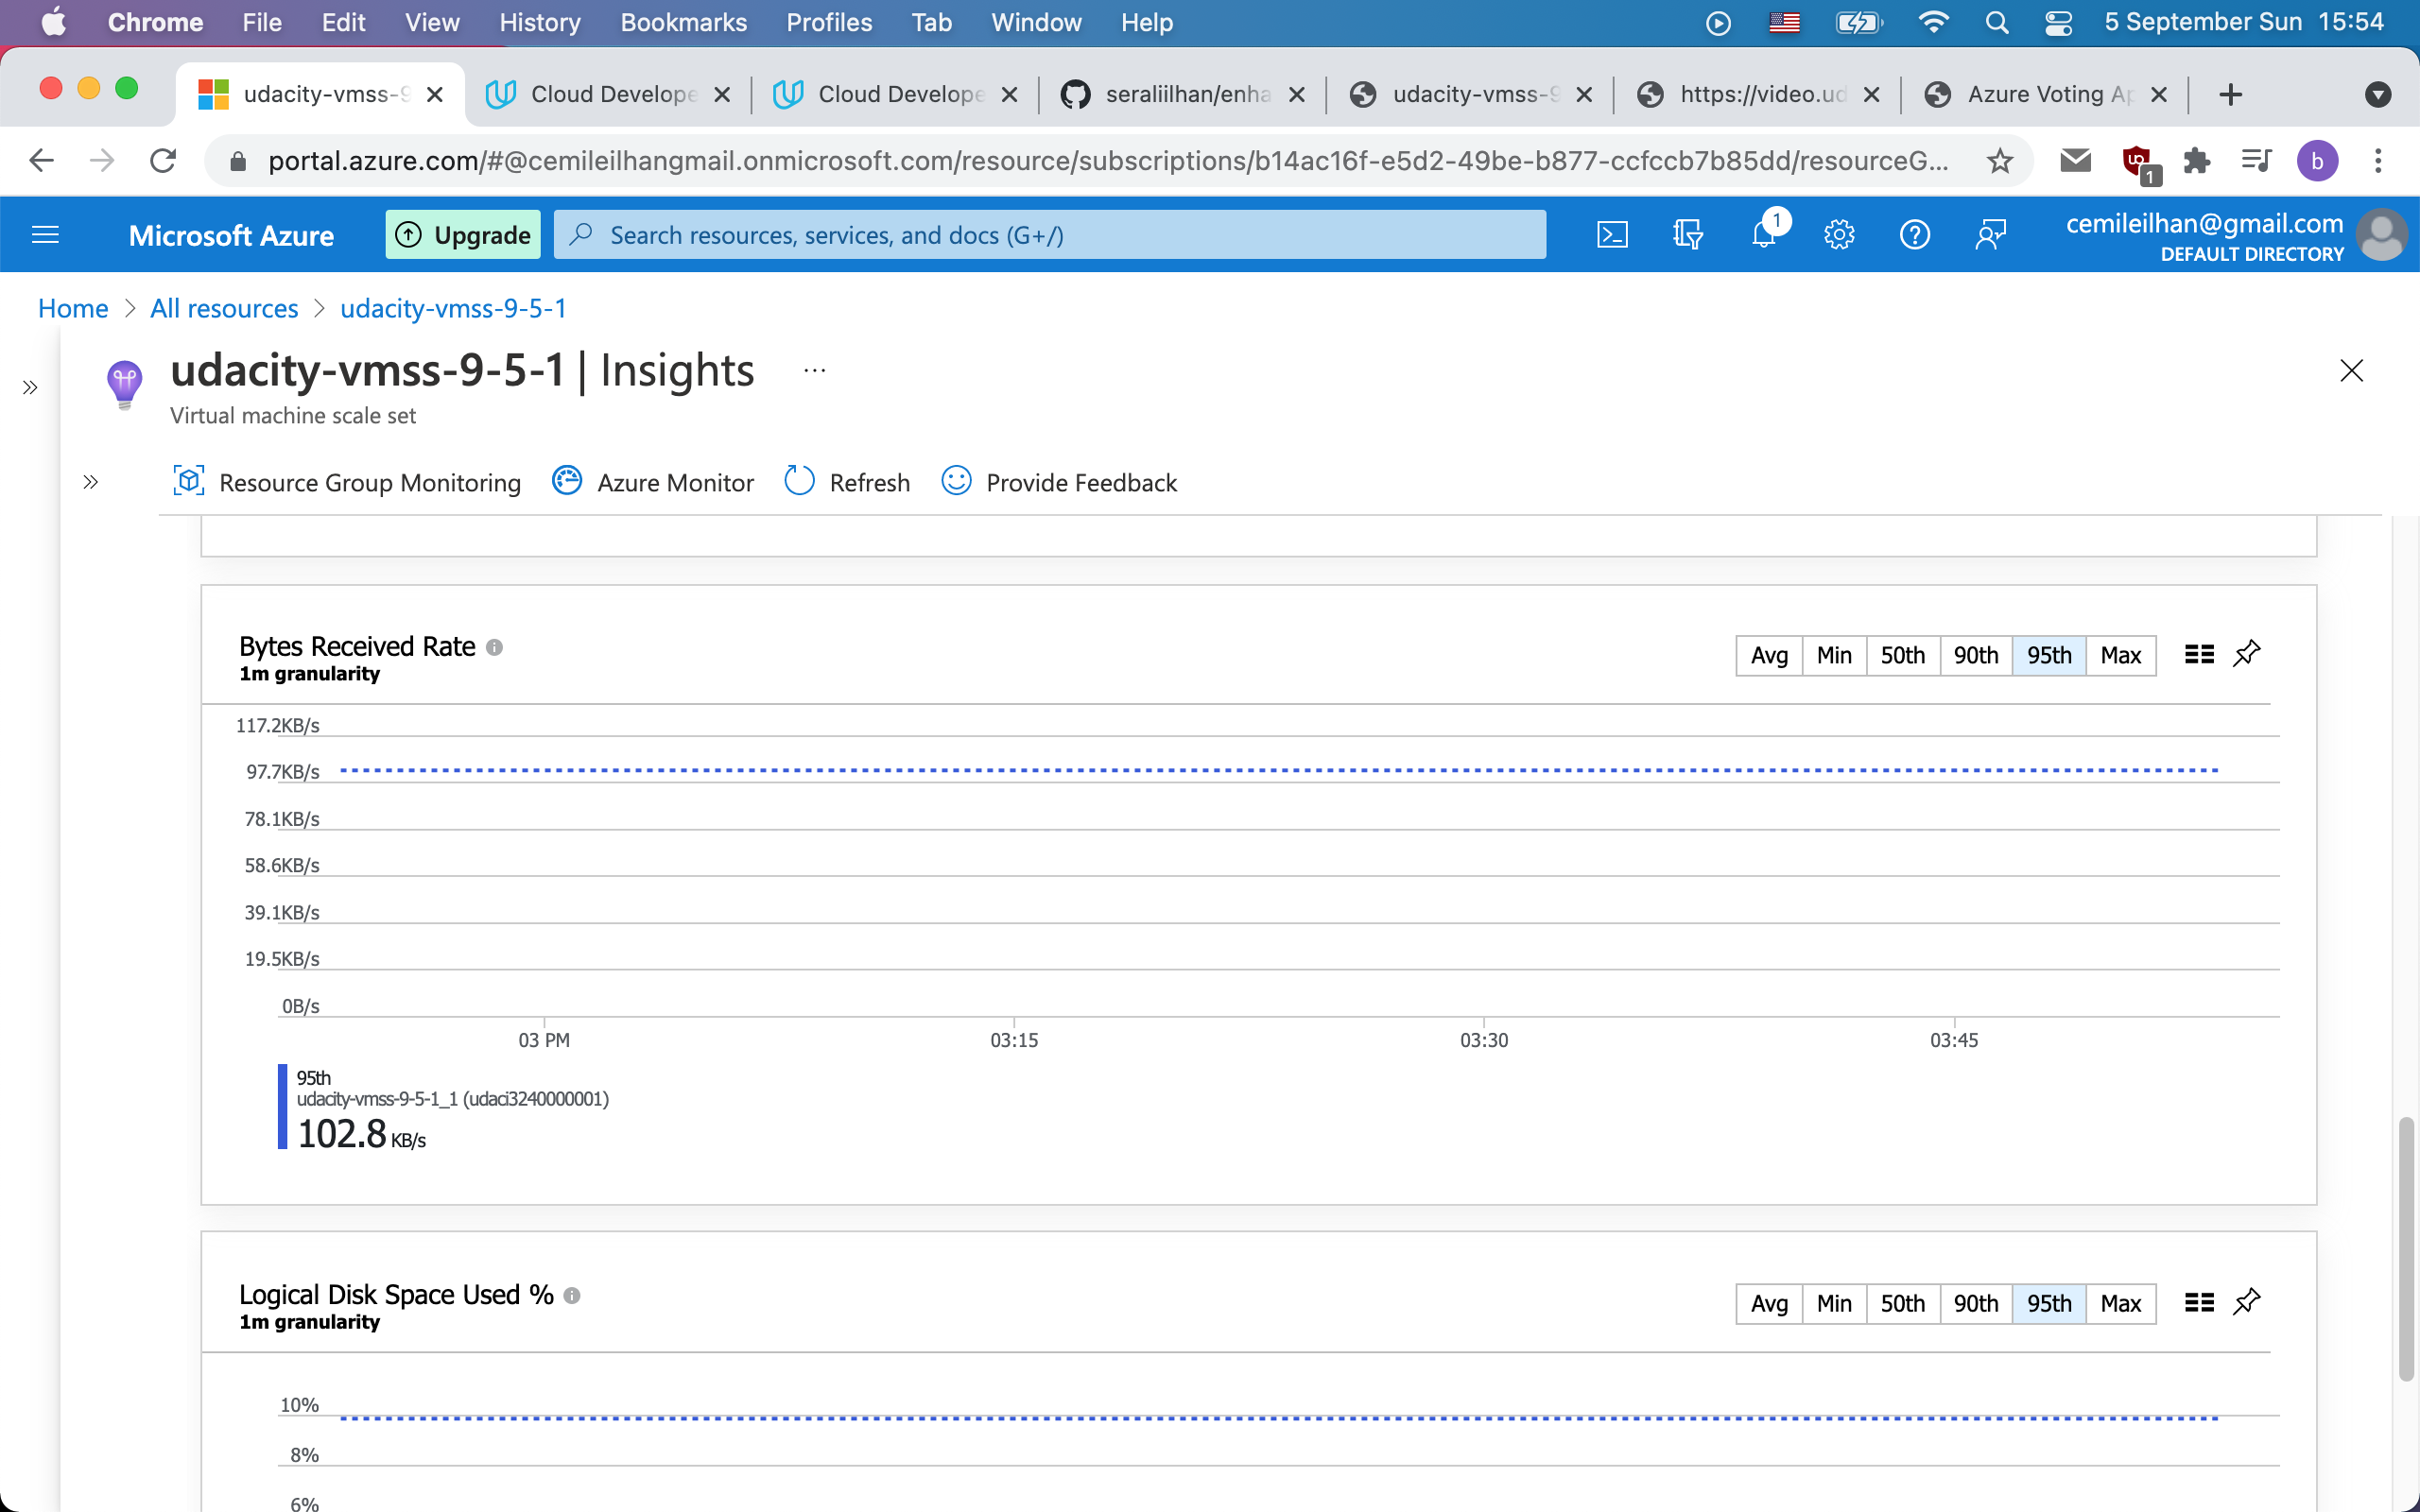 Chrome File Edit View History Bookmarks Profiles Tab Window Help 5 September Sun 15:54
udacity-vmss-9 Cloud Develope Cloud Develope seraliilhan/enha udacity-vmss-9 https://video.ud Azure Voting Ap
portal.azure.com/#@cemileilhangmail.onmicrosoft.com/resource/subscriptions/b14ac16f-e5d2-49be-b877-ccfccb7b85dd/resourceG... 1 b
Microsoft Azure Upgrade Search resources, services, and docs (G+/) 1 cemileilhan@gmail.com
DEFAULT DIRECTORY
Home > All resources > udacity-vmss-9-5-1
udacity-vmss-9-5-1 | Insights ...
Virtual machine scale set
Resource Group Monitoring Azure Monitor Refresh Provide Feedback
Bytes Received Rate
1m granularity
Avg Min 50th 90th 95th Max
117.2KB/s
97.7KB/s
78.1KB/s
58.6KB/s
39.1KB/s
19.5KB/s
0B/s
03 PM 03:15 03:30 03:45
95th
udacity-vmss-9-5-1_1 (udaci3240000001)
102.8 KB/s
Logical Disk Space Used %
1m granularity
Avg Min 50th 90th 95th Max
10%
8%
6%